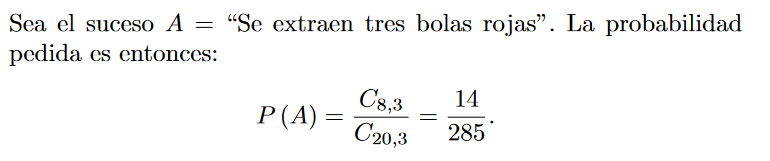 Sea el suceso A = “Se extraen tres bolas rojas”. La probabilidad
pedida es entonces:
P (A) = C₈,₃ / C₂₀,₃ = 14 / 285.